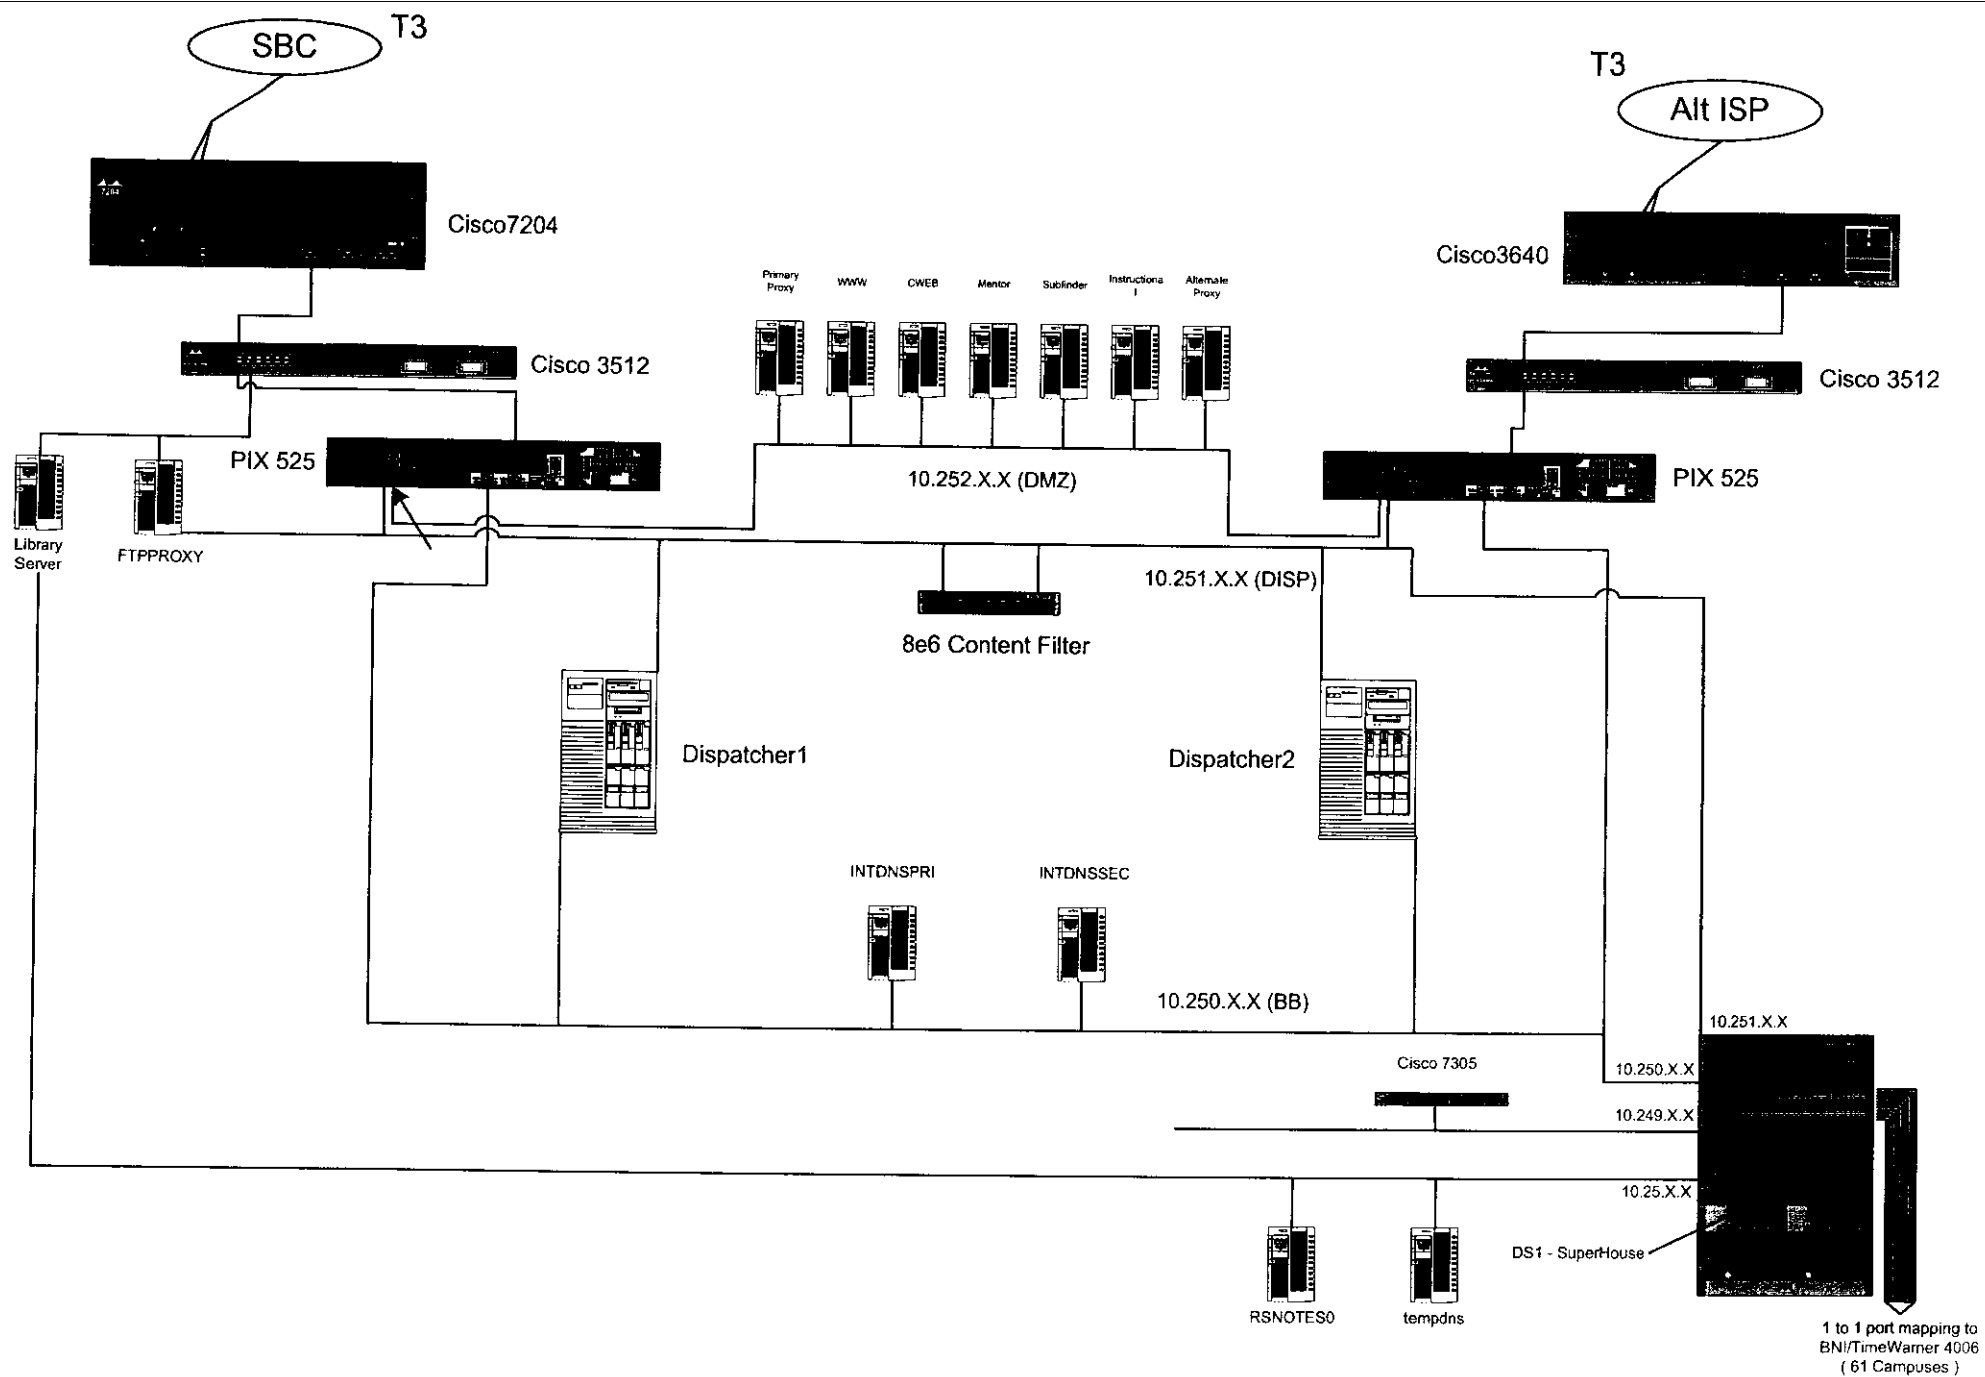 T3
SBC
T3
Alt ISP
7204
Cisco7204
Cisco3640
Primary
Proxy
WWW
CWEB
Mentor
Subfinder
Instructiona
l
Alternate
Proxy
Cisco 3512
Cisco 3512
PIX 525
10.252.X.X (DMZ)
PIX 525
Library
Server
FTPPROXY
10.251.X.X (DISP)
8e6 Content Filter
Dispatcher1
Dispatcher2
INTDNSPRI
INTDNSSEC
10.250.X.X (BB)
10.251.X.X
Cisco 7305
10.250.X.X
10.249.X.X
10.25.X.X
DS1 - SuperHouse
RSNOTES0
tempdns
1 to 1 port mapping to
BNI/TimeWarner 4006
( 61 Campuses )